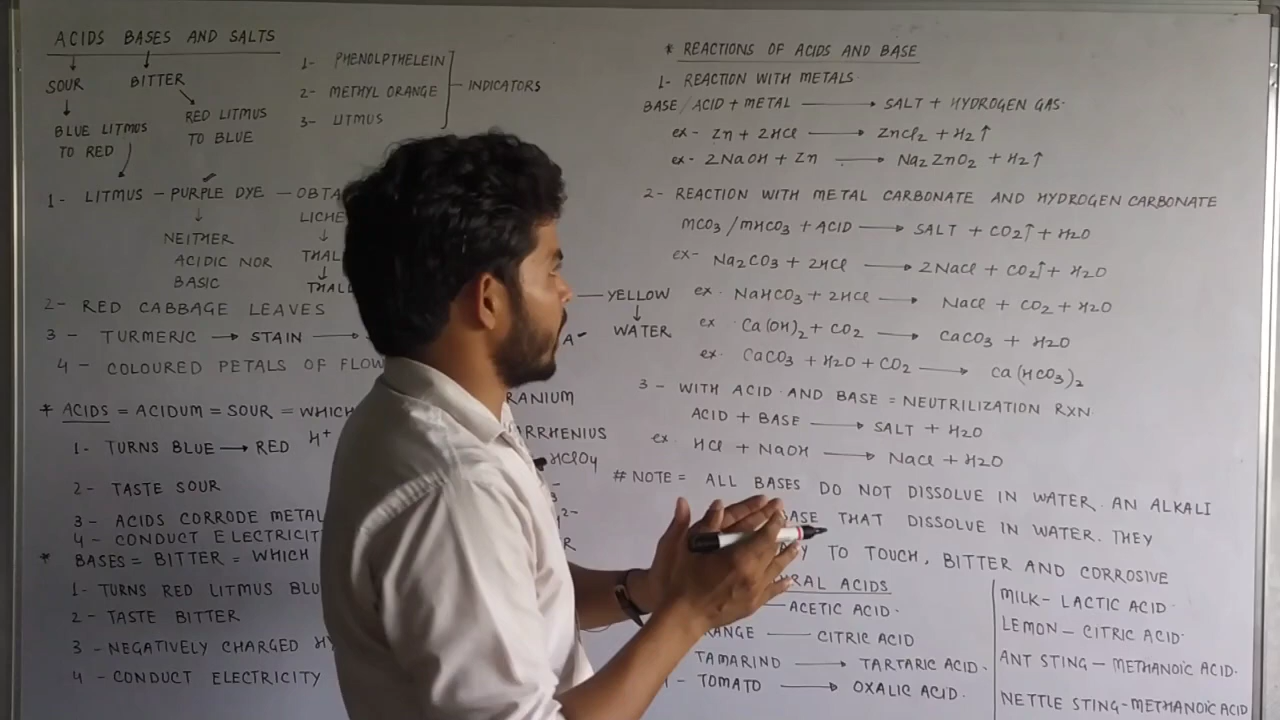 ACIDS BASES AND SALTS
SOUR
BITTER
BLUE LITMUS
TO RED
RED LITMUS
TO BLUE
1- PHENOLPTHELEIN
2- METHYL ORANGE
3- LITMUS
INDICATORS
1- LITMUS — PURPLE DYE —
NEITHER
ACIDIC NOR
BASIC
2- RED CABBAGE LEAVES
3 - TURMERIC → STAIN →
— YELLOW
↓
WATER
4 - COLOURED PETALS OF
* ACIDS = ACIDUM = SOUR = WHICH
H+
ARRHENIUS
1- TURNS BLUE → RED
HClO4
2- TASTE SOUR
3- ACIDS CORRODE
4- CONDUCT
* BASES = BITTER = WHICH
1- TURNS RED LITMUS
2- TASTE BITTER
3 - NEGATIVELY CHARGED
4 - CONDUCT ELECTRICITY
* REACTIONS OF ACIDS AND BASE
1- REACTION WITH METALS
BASE/ACID + METAL → SALT + HYDROGEN GAS.
ex- Zn + 2HCl → ZnCl2 + H2↑
ex- 2NaOH + Zn → Na2ZnO2 + H2↑
2- REACTION WITH METAL CARBONATE AND HYDROGEN CARBONATE
MCO3/MHCO3 + ACID → SALT + CO2↑ + H2O
ex- Na2CO3 + 2HCl → 2NaCl + CO2↑ + H2O
ex. NaHCO3 + 2HCl → NaCl + CO2 + H2O
ex Ca(OH)2 + CO2 → CaCO3 + H2O
ex. CaCO3 + H2O + CO2 → Ca(HCO3)2
3 - WITH ACID AND BASE = NEUTRILIZATION RXN.
ACID + BASE → SALT + H2O
ex. HCl + NaOH → NaCl + H2O
# NOTE = ALL BASES DO NOT DISSOLVE IN WATER. AN ALKALI
BASE THAT DISSOLVE IN WATER. THEY
TO TOUCH, BITTER AND CORROSIVE
ACIDS
— ACETIC ACID.
— CITRIC ACID
TAMARIND → TARTARIC ACID.
- TOMATO → OXALIC ACID.
MILK- LACTIC ACID.
LEMON- CITRIC ACID.
ANT STING - METHANOIC ACID.
NETTLE STING-METHANOIC ACID